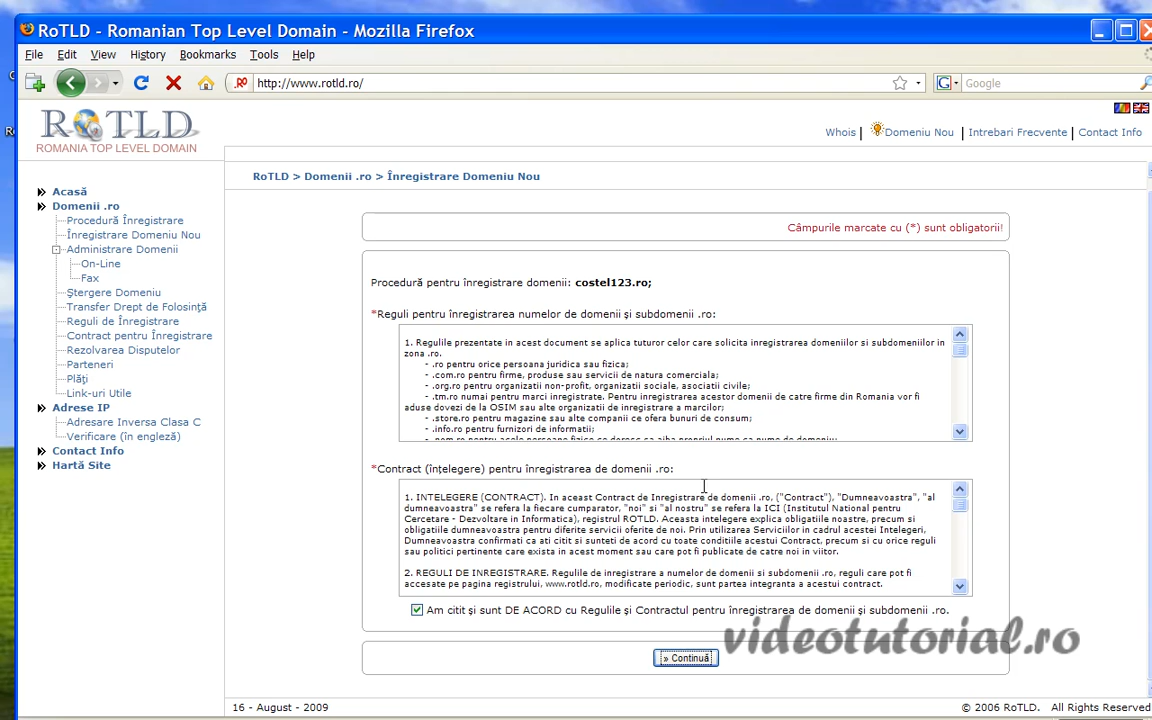 RoTLD - Romanian Top Level Domain - Mozilla Firefox
File Edit View History Bookmarks Tools Help
.RO http://www.rotld.ro/ G Google
ROTLD
ROMANIA TOP LEVEL DOMAIN
Whois | Domeniu Nou | Intrebari Frecvente | Contact Info
RoTLD > Domenii .ro > Înregistrare Domeniu Nou
Acasă
Domenii .ro
Procedură Înregistrare
Înregistrare Domeniu Nou
Administrare Domenii
On-Line
Fax
Ştergere Domeniu
Transfer Drept de Folosinţă
Reguli de Înregistrare
Contract pentru Înregistrare
Rezolvarea Disputelor
Parteneri
Plăţi
Link-uri Utile
Adrese IP
Adresare Inversa Clasa C
Verificare (în engleză)
Contact Info
Hartă Site
Câmpurile marcate cu (*) sunt obligatorii!
Procedură pentru înregistrare domenii: costel123.ro;
*Reguli pentru înregistrarea numelor de domenii şi subdomenii .ro:
1. Regulile prezentate in acest document se aplica tuturor celor care solicita inregistrarea domeniilor si subdomeniilor in
zona .ro.
- .ro pentru orice persoana juridica sau fizica;
- .com.ro pentru firme, produse sau servicii de natura comerciala;
- .org.ro pentru organizatii non-profit, organizatii sociale, asociatii civile;
- .tm.ro numai pentru marci inregistrate. Pentru inregistrarea acestor domenii de catre firme din Romania vor fi
aduse dovezi de la OSIM sau alte organizatii de inregistrare a marcilor;
- .store.ro pentru magazine sau alte companii ce ofera bunuri de consum;
- .info.ro pentru furnizori de informatii;
- .nom.ro pentru acele persoane fizice ce doresc sa aiba propriul nume ca nume de domeniu;
*Contract (înţelegere) pentru înregistrarea de domenii .ro:
1. INTELEGERE (CONTRACT). In aceast Contract de Inregistrare de domenii .ro, ("Contract"), "Dumneavoastra", "al
dumneavoastra" se refera la fiecare cumparator, "noi" si "al nostru" se refera la ICI (Institutul National pentru
Cercetare - Dezvoltare in Informatica), registrul ROTLD. Aceasta intelegere explica obligatiile noastre, precum si
obligatiile dumneavoastra pentru diferite servicii oferite de noi. Prin utilizarea Serviciilor in cadrul acestei Intelegeri,
Dumneavoastra confirmati ca ati citit si sunteti de acord cu toate conditiile acestui Contract, precum si cu orice reguli
sau politici pertinente care exista in acest moment sau care pot fi publicate de catre noi in viitor.
2. REGULI DE INREGISTRARE. Regulile de inregistrare a numelor de domenii si subdomenii .ro, reguli care pot fi
accesate pe pagina registrului, www.rotld.ro, modificate periodic, sunt partea integranta a acestui contract.
Am citit şi sunt DE ACORD cu Regulile şi Contractul pentru înregistrarea de domenii şi subdomenii .ro.
» Continuă
videotutorial.ro
16 - August - 2009 © 2006 RoTLD. All Rights Reserved